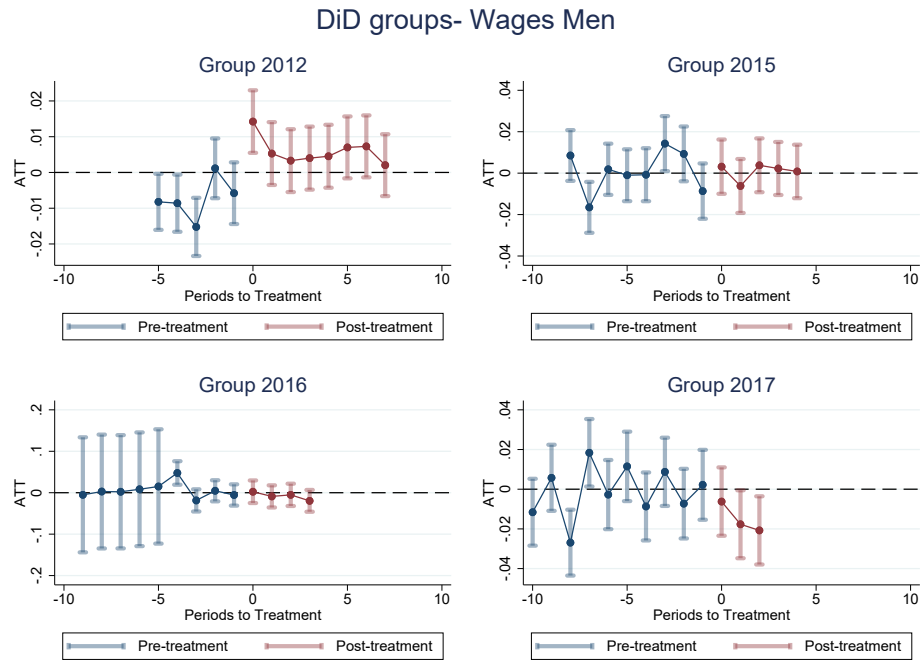 DiD groups- Wages Men
Group 2012
ATT
.02
.01
0
-.01
-.02
-10 -5 0 5 10
Periods to Treatment
Pre-treatment Post-treatment
Group 2015
ATT
.04
.02
0
-.02
-.04
-10 -5 0 5 10
Periods to Treatment
Pre-treatment Post-treatment
Group 2016
ATT
.2
.1
0
-.1
-.2
-10 -5 0 5 10
Periods to Treatment
Pre-treatment Post-treatment
Group 2017
ATT
.04
.02
0
-.02
-.04
-10 -5 0 5 10
Periods to Treatment
Pre-treatment Post-treatment